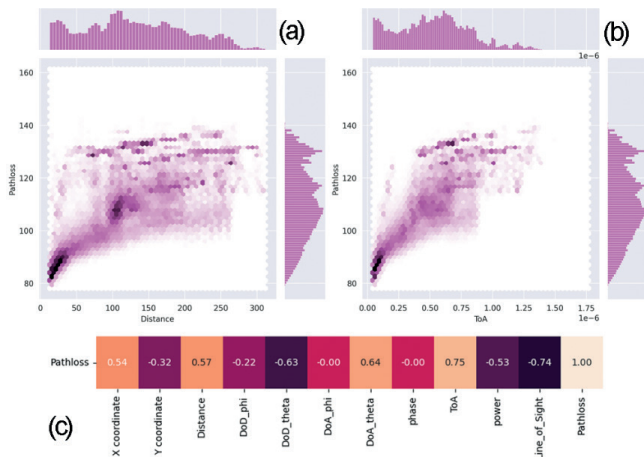 (a)
(b)
1e−6
160
140
120
100
80
Pathloss
0
50
100
150
200
250
300
Distance
160
140
120
100
80
Pathloss
0.00
0.25
0.50
0.75
1.00
1.25
1.50
1.75
1e−6
ToA
Pathloss
0.54
-0.32
0.57
-0.22
-0.63
-0.00
0.64
-0.00
0.75
-0.53
-0.74
1.00
X coordinate
Y coordinate
Distance
DoD_phi
DoD_theta
DoA_phi
DoA_theta
phase
ToA
power
Line_of_Sight
Pathloss
(c)